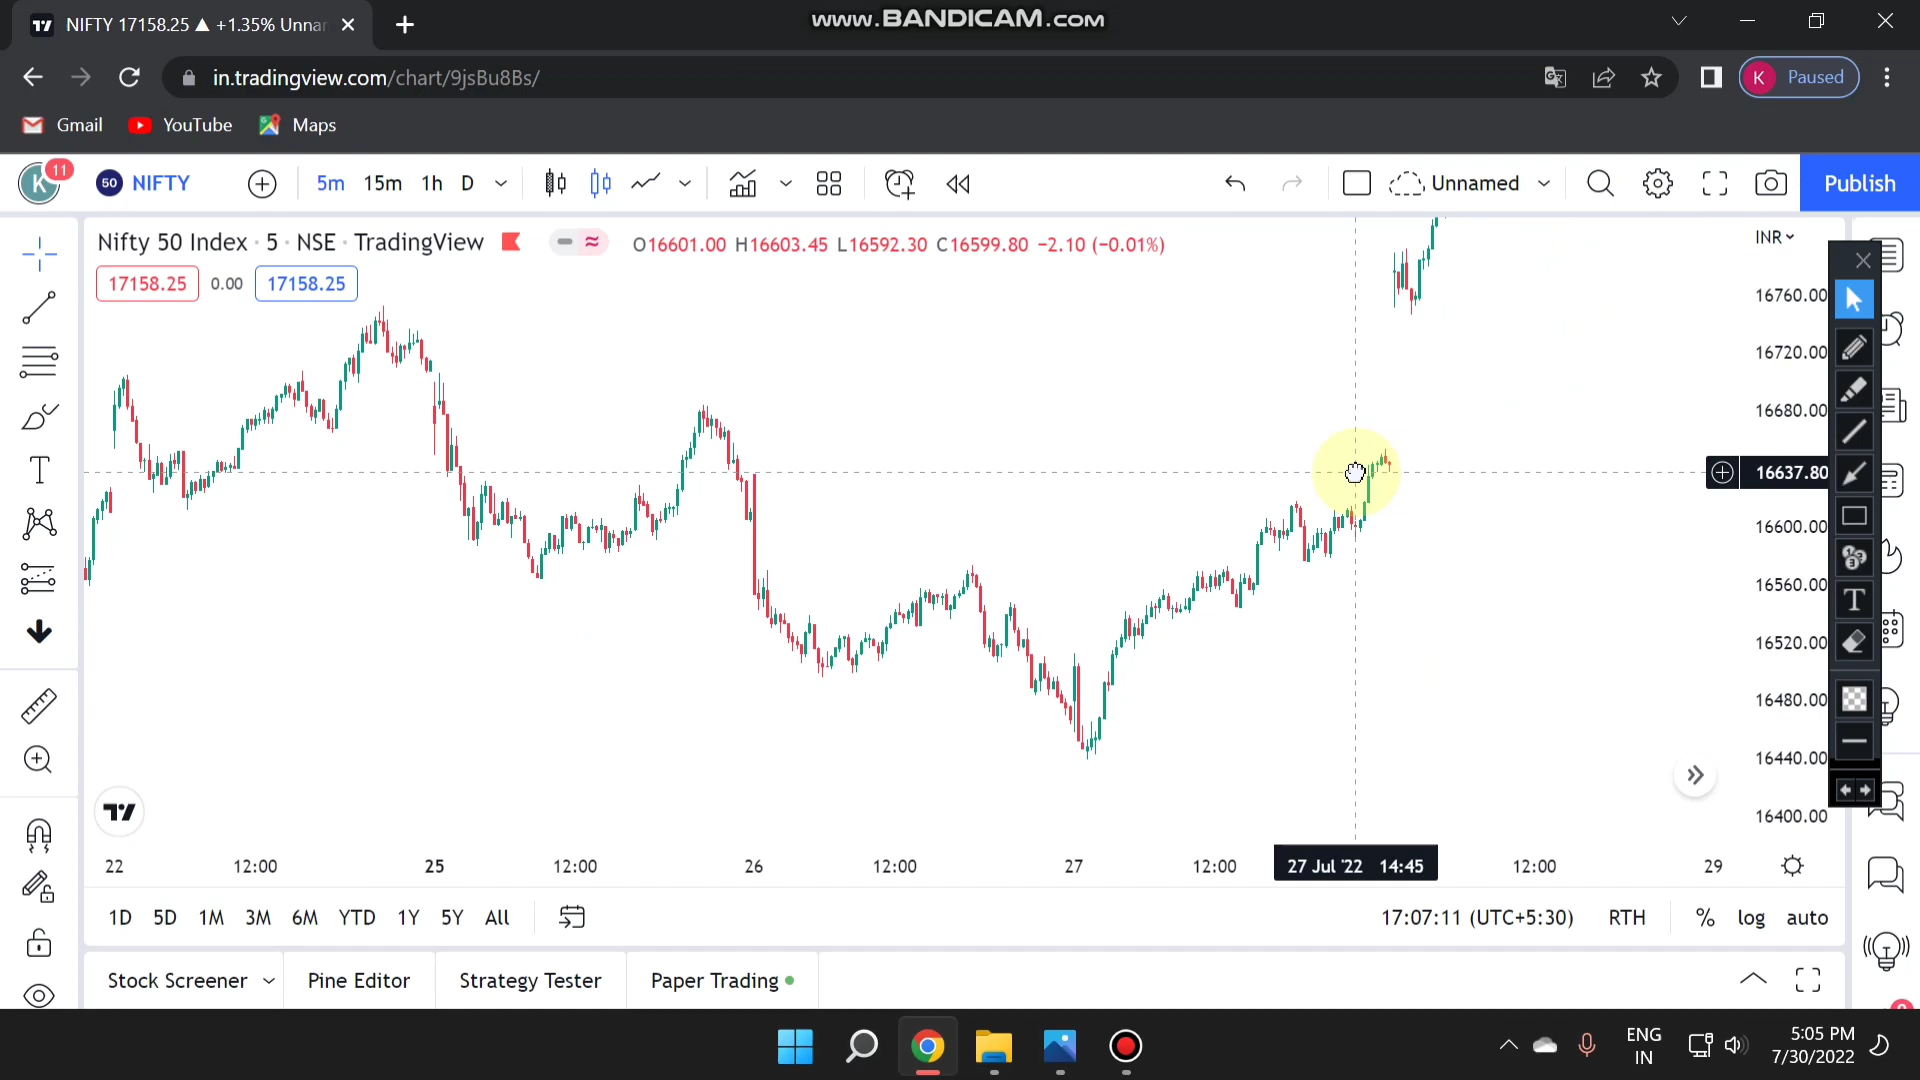 NIFTY 17158.25 ▲ +1.35% Unnar
www.BANDICAM.com
in.tradingview.com/chart/9jsBu8Bs/
K Paused
Gmail YouTube Maps
K 11 50 NIFTY 5m 15m 1h D Unnamed Publish
Nifty 50 Index · 5 · NSE · TradingView O16601.00 H16603.45 L16592.30 C16599.80 −2.10 (−0.01%)
INR
17158.25 0.00 17158.25
16760.00
16720.00
16680.00
16637.80
16600.00
16560.00
16520.00
16480.00
16440.00
16400.00
22 12:00 25 12:00 26 12:00 27 12:00 27 Jul '22 14:45 12:00 29
1D 5D 1M 3M 6M YTD 1Y 5Y All 17:07:11 (UTC+5:30) RTH % log auto
Stock Screener Pine Editor Strategy Tester Paper Trading
ENG
IN
5:05 PM
7/30/2022